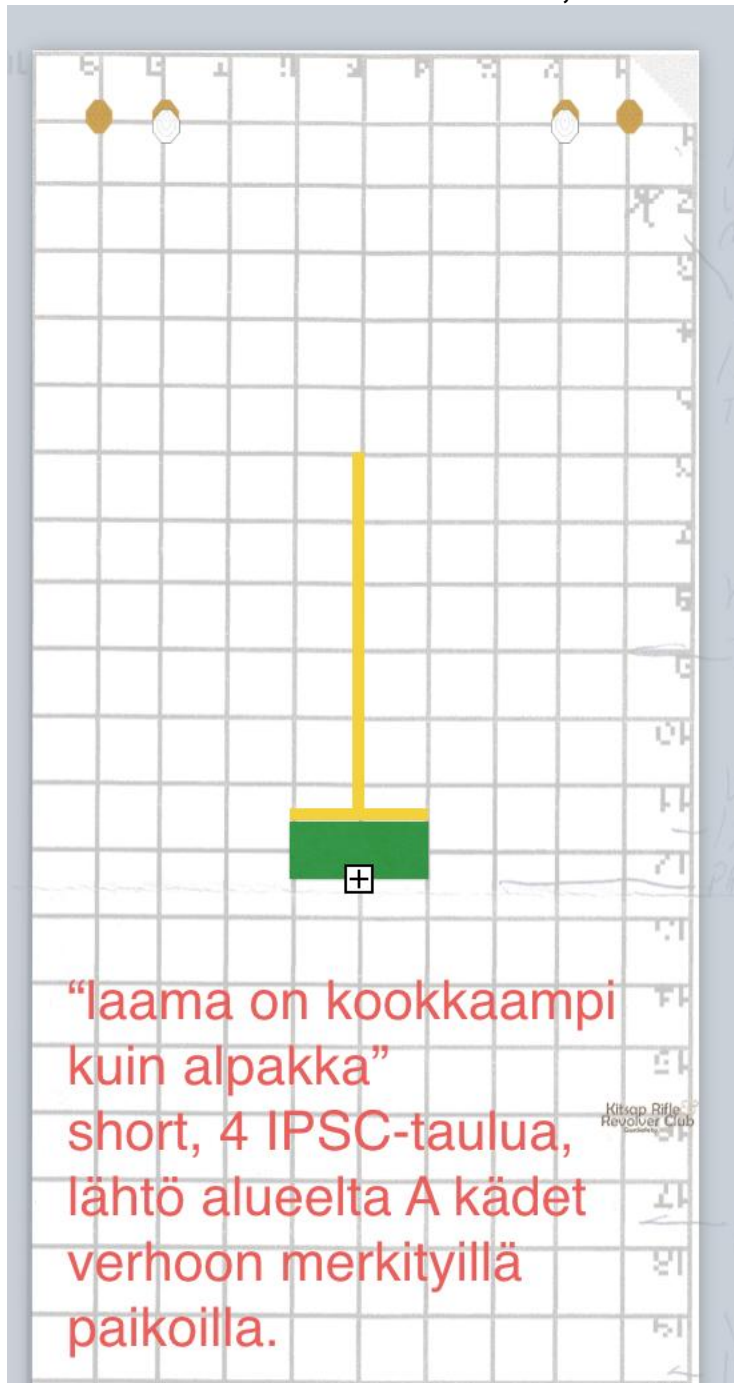 “laama on kookkaampi
kuin alpakka”
short, 4 IPSC-taulua,
lähtö alueelta A kädet
verhoon merkityillä
paikoilla.
Kitsap Rifle
Revolver Club